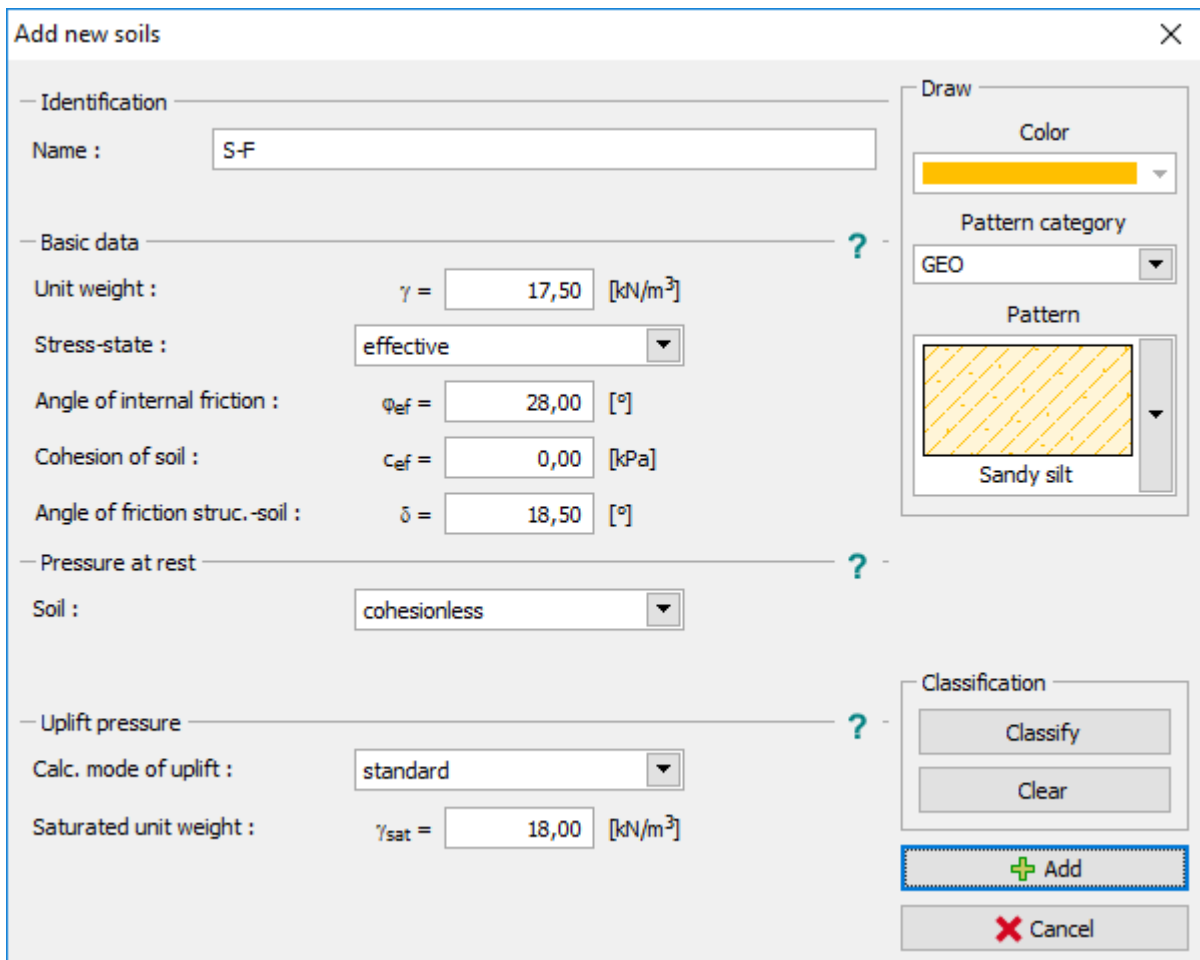 Add new soils
Identification
Name :
S-F
Basic data
?
Unit weight :
γ =
17,50
[kN/m³]
Stress-state :
effective
Angle of internal friction :
φef =
28,00
[°]
Cohesion of soil :
cef =
0,00
[kPa]
Angle of friction struc.-soil :
δ =
18,50
[°]
Pressure at rest
?
Soil :
cohesionless
Uplift pressure
?
Calc. mode of uplift :
standard
Saturated unit weight :
γsat =
18,00
[kN/m³]
Draw
Color
Pattern category
GEO
Pattern
Sandy silt
Classification
Classify
Clear
Add
Cancel